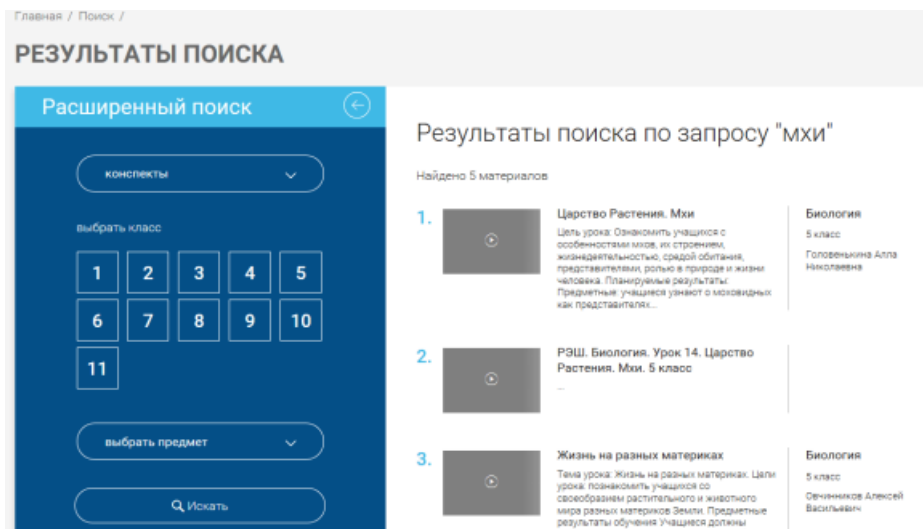 Главная / Поиск /
РЕЗУЛЬТАТЫ ПОИСКА
Расширенный поиск
конспекты
выбрать класс
1 2 3 4 5
6 7 8 9 10
11
выбрать предмет
Искать
Результаты поиска по запросу "мхи"
Найдено 5 материалов
1.
Царство Растения. Мхи
Цель урока: Ознакомить учащихся с
особенностями мхов, их строением,
жизнедеятельностью, средой обитания,
представителями, ролью в природе и жизни
человека. Планируемые результаты:
Предметные: учащиеся узнают о моховидных
как представителях...
Биология
5 класс
Головенькина Алла
Николаевна
2.
РЭШ. Биология. Урок 14. Царство
Растения. Мхи. 5 класс
...
3.
Жизнь на разных материках
Тема урока: Жизнь на разных материках. Цели
урока: познакомить учащихся со
своеобразием растительного и животного
мира разных материков Земли. Предметные
результаты обучения Учащиеся должны
Биология
5 класс
Овчинников Алексей
Васильевич